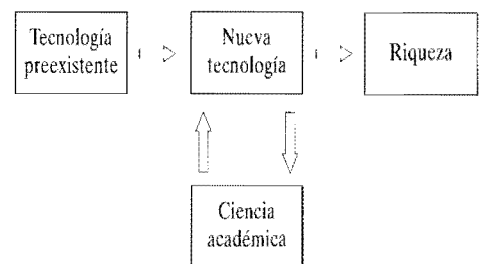 Tecnología
preexistente
Nueva
tecnología
Riqueza
Ciencia
académica